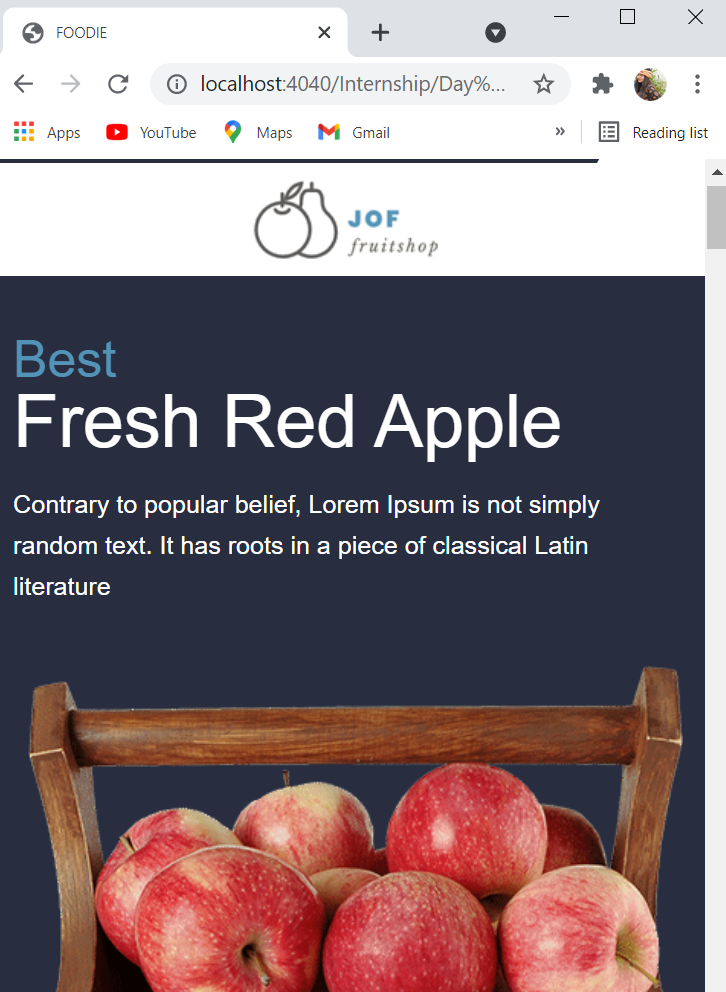 FOODIE
localhost:4040/Internship/Day%...
Apps YouTube Maps Gmail » Reading list
JOF
fruitshop
Best
Fresh Red Apple
Contrary to popular belief, Lorem Ipsum is not simply
random text. It has roots in a piece of classical Latin
literature